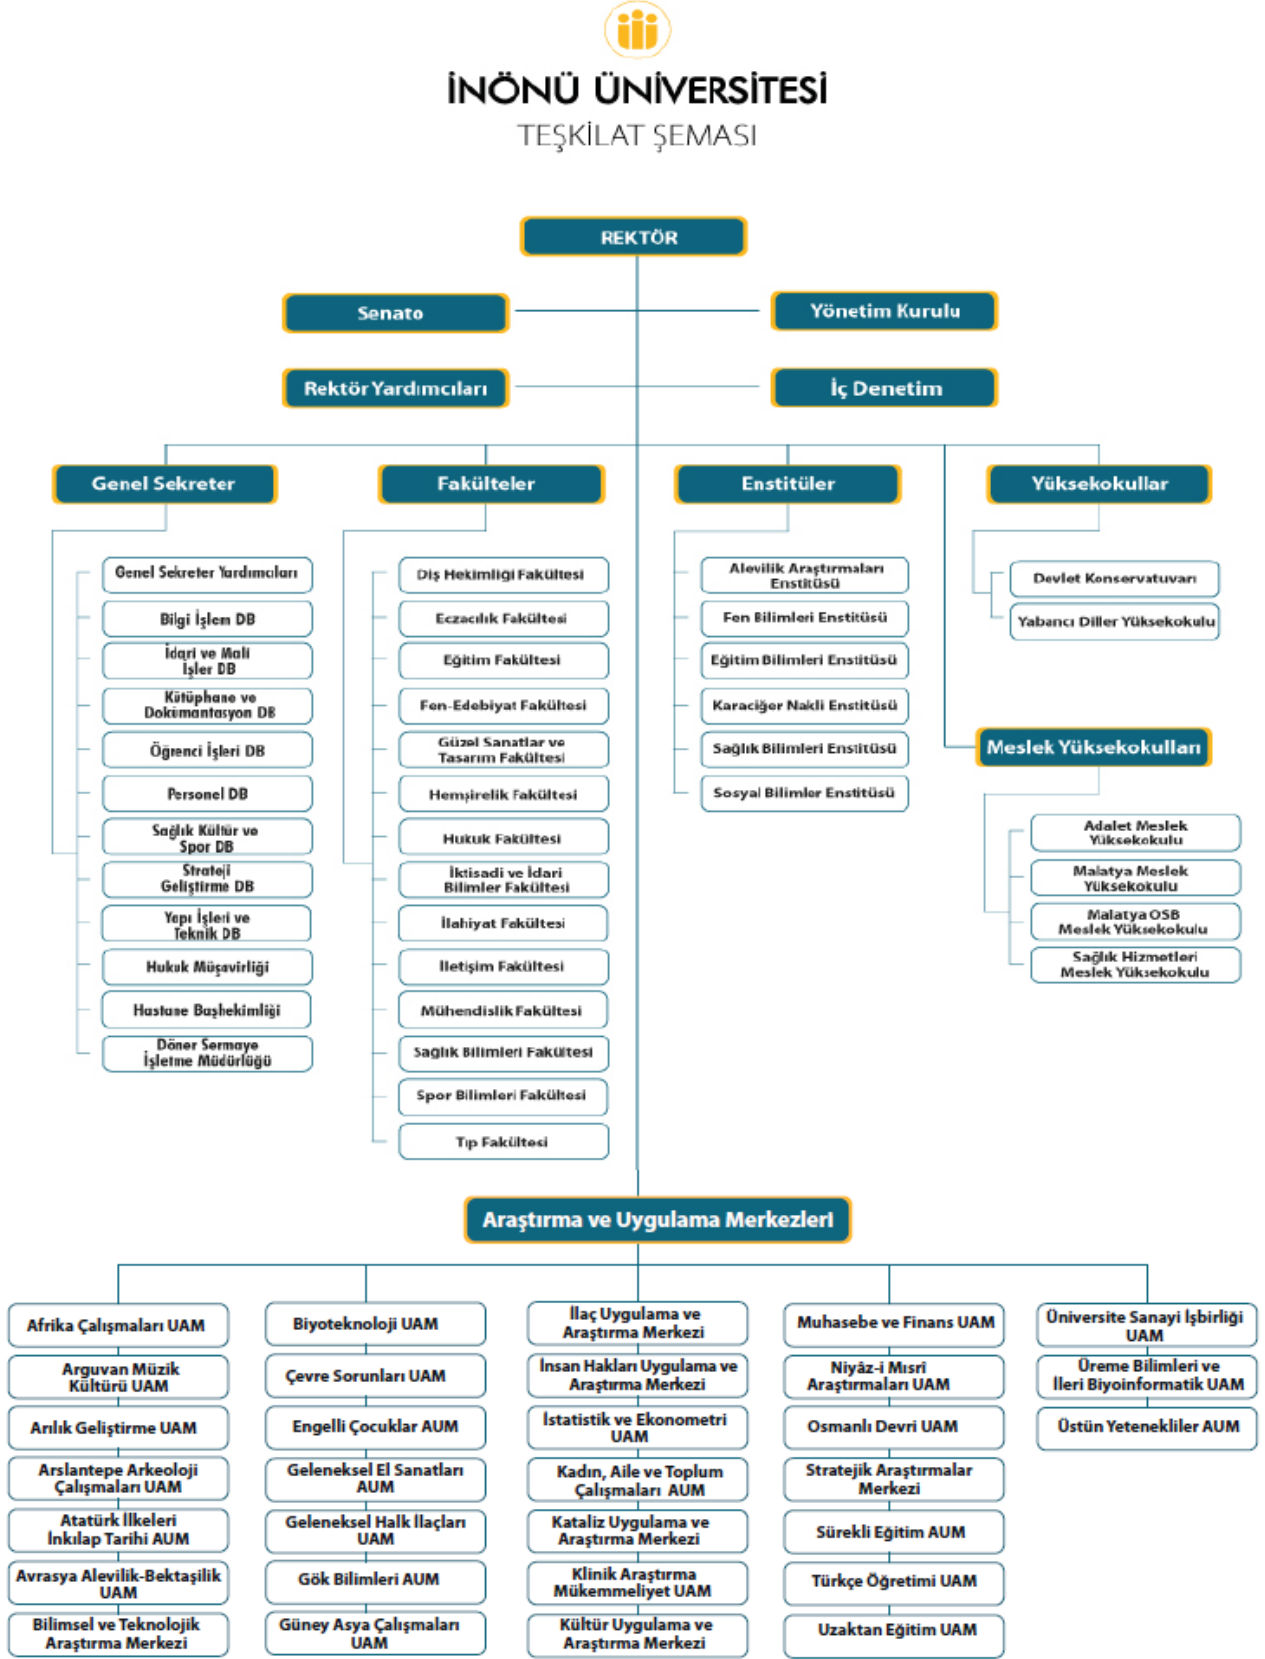 İNÖNÜ ÜNİVERSİTESİ
TEŞKİLAT ŞEMASI
REKTÖR
Senato
Yönetim Kurulu
Rektör Yardımcıları
İç Denetim
Genel Sekreter
Fakülteler
Enstitüler
Yüksekokullar
Genel Sekreter Yardımcıları
Bilgi İşlem DB
İdari ve Mali
İşler DB
Kütüphane ve
Dokümantasyon DB
Öğrenci İşleri DB
Personel DB
Sağlık Kültür ve
Spor DB
Strateji
Geliştirme DB
Yapı İşleri ve
Teknik DB
Hukuk Müşavirliği
Hastane Başhekimliği
Döner Sermaye
İşletme Müdürlüğü
Diş Hekimliği Fakültesi
Eczacılık Fakültesi
Eğitim Fakültesi
Fen-Edebiyat Fakültesi
Güzel Sanatlar ve
Tasarım Fakültesi
Hemşirelik Fakültesi
Hukuk Fakültesi
İktisadi ve İdari
Bilimler Fakültesi
İlahiyat Fakültesi
İletişim Fakültesi
Mühendislik Fakültesi
Sağlık Bilimleri Fakültesi
Spor Bilimleri Fakültesi
Tıp Fakültesi
Alevilik Araştırmaları
Enstitüsü
Fen Bilimleri Enstitüsü
Eğitim Bilimleri Enstitüsü
Karaciğer Nakli Enstitüsü
Sağlık Bilimleri Enstitüsü
Sosyal Bilimler Enstitüsü
Devlet Konservatuvarı
Yabancı Diller Yüksekokulu
Meslek Yüksekokulları
Adalet Meslek
Yüksekokulu
Malatya Meslek
Yüksekokulu
Malatya OSB
Meslek Yüksekokulu
Sağlık Hizmetleri
Meslek Yüksekokulu
Araştırma ve Uygulama Merkezleri
Afrika Çalışmaları UAM
Arguvan Müzik
Kültürü UAM
Arılık Geliştirme UAM
Arslantepe Arkeoloji
Çalışmaları UAM
Atatürk İlkeleri
İnkılap Tarihi AUM
Avrasya Alevilik-Bektaşilik
UAM
Bilimsel ve Teknolojik
Araştırma Merkezi
Biyoteknoloji UAM
Çevre Sorunları UAM
Engelli Çocuklar AUM
Geleneksel El Sanatları
AUM
Geleneksel Halk İlaçları
UAM
Gök Bilimleri AUM
Güney Asya Çalışmaları
UAM
İlaç Uygulama ve
Araştırma Merkezi
İnsan Hakları Uygulama ve
Araştırma Merkezi
İstatistik ve Ekonometri
UAM
Kadın, Aile ve Toplum
Çalışmaları AUM
Kataliz Uygulama ve
Araştırma Merkezi
Klinik Araştırma
Mükemmeliyet UAM
Kültür Uygulama ve
Araştırma Merkezi
Muhasebe ve Finans UAM
Niyâz-i Mısrî
Araştırmaları UAM
Osmanlı Devri UAM
Stratejik Araştırmalar
Merkezi
Sürekli Eğitim AUM
Türkçe Öğretimi UAM
Uzaktan Eğitim UAM
Üniversite Sanayi İşbirliği
UAM
Üreme Bilimleri ve
İleri Biyoinformatik UAM
Üstün Yetenekliler AUM